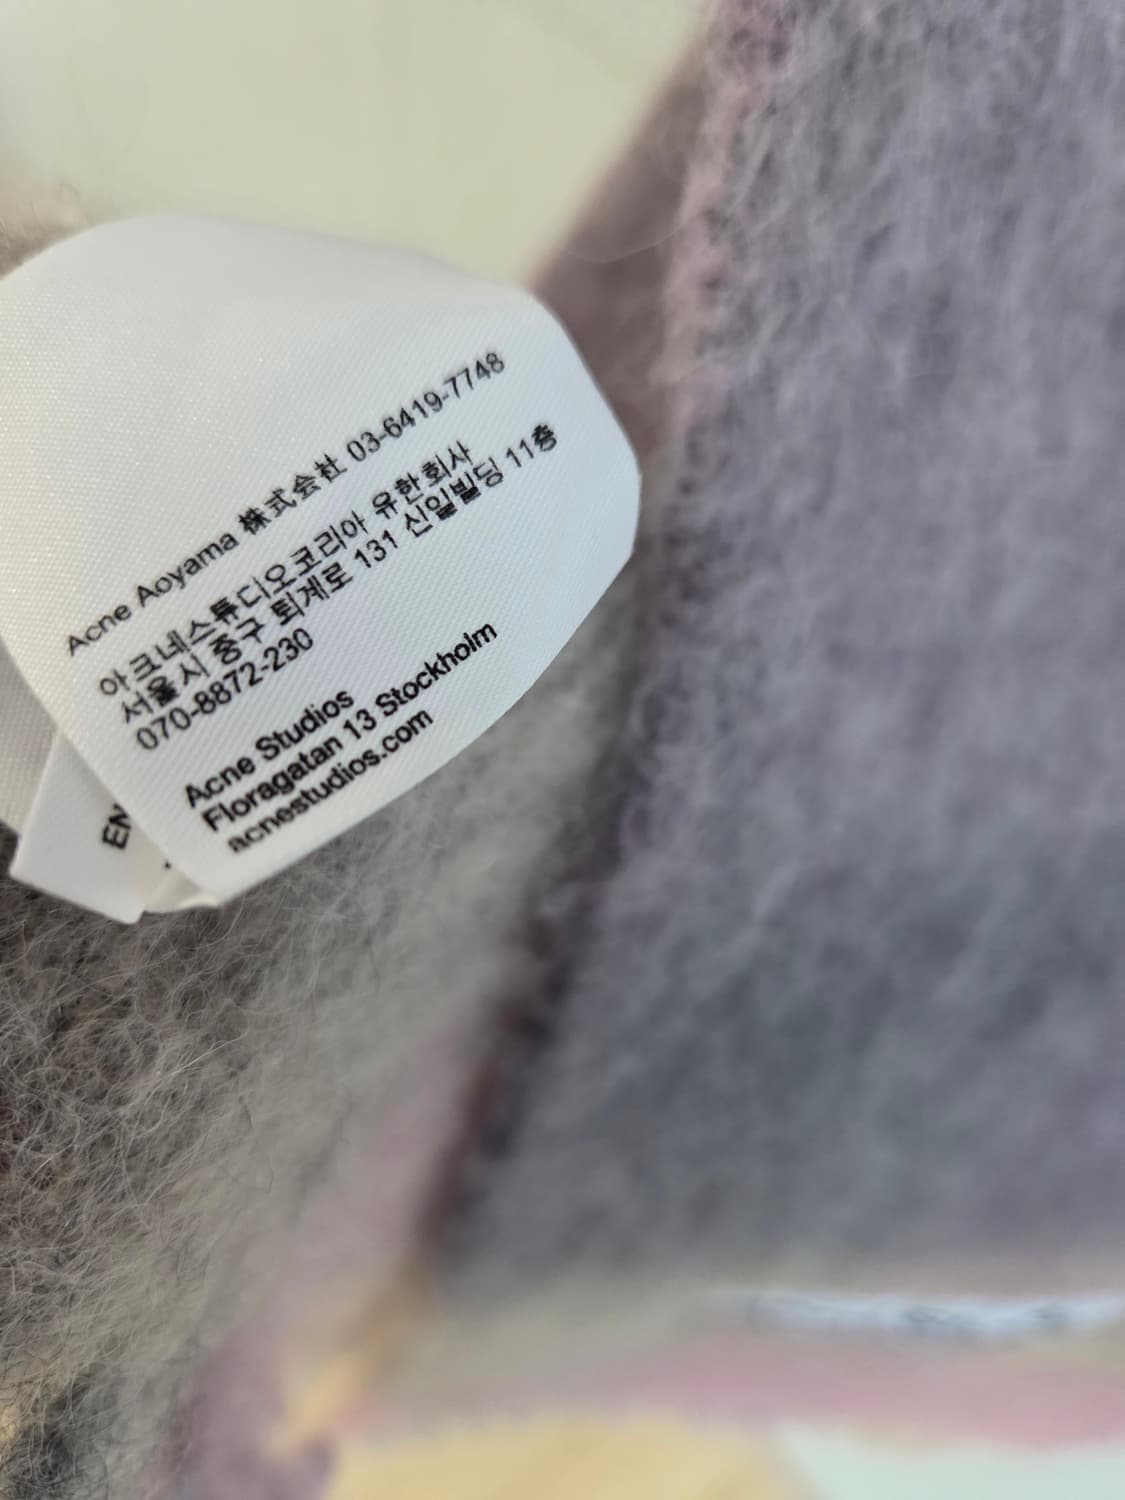 Acne Aoyama 株式会社 03-6419-7748
아크네스튜디오코리아 유한회사
서울시 중구 퇴계로 131 신일빌딩 11층
070-8872-230
Acne Studios
Floragatan 13 Stockholm
acnestudios.com
EN